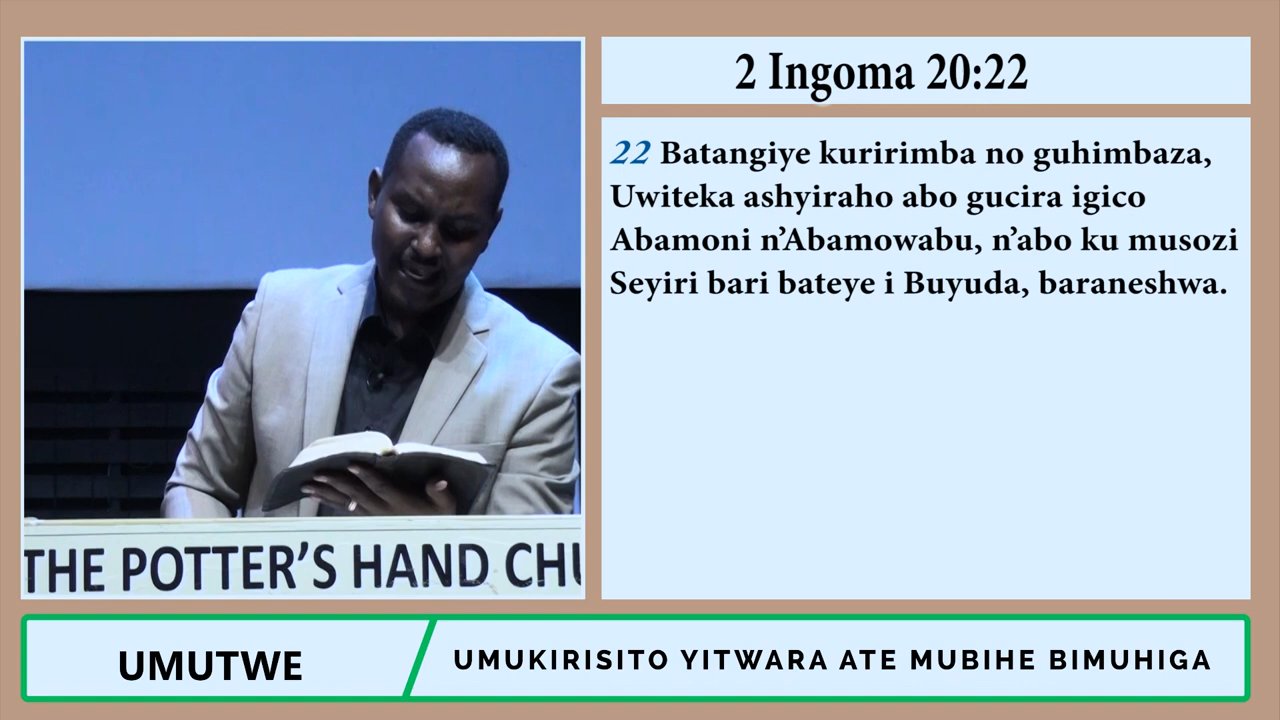 2 Ingoma 20:22
22 Batangiye kuririmba no guhimbaza,
Uwiteka ashyiraho abo gucira igico
Abamoni n’Abamowabu, n’abo ku musozi
Seyiri bari bateye i Buyuda, baraneshwa.
THE POTTER’S HAND CHU
UMUTWE
UMUKIRISITO YITWARA ATE MUBIHE BIMUHIGA